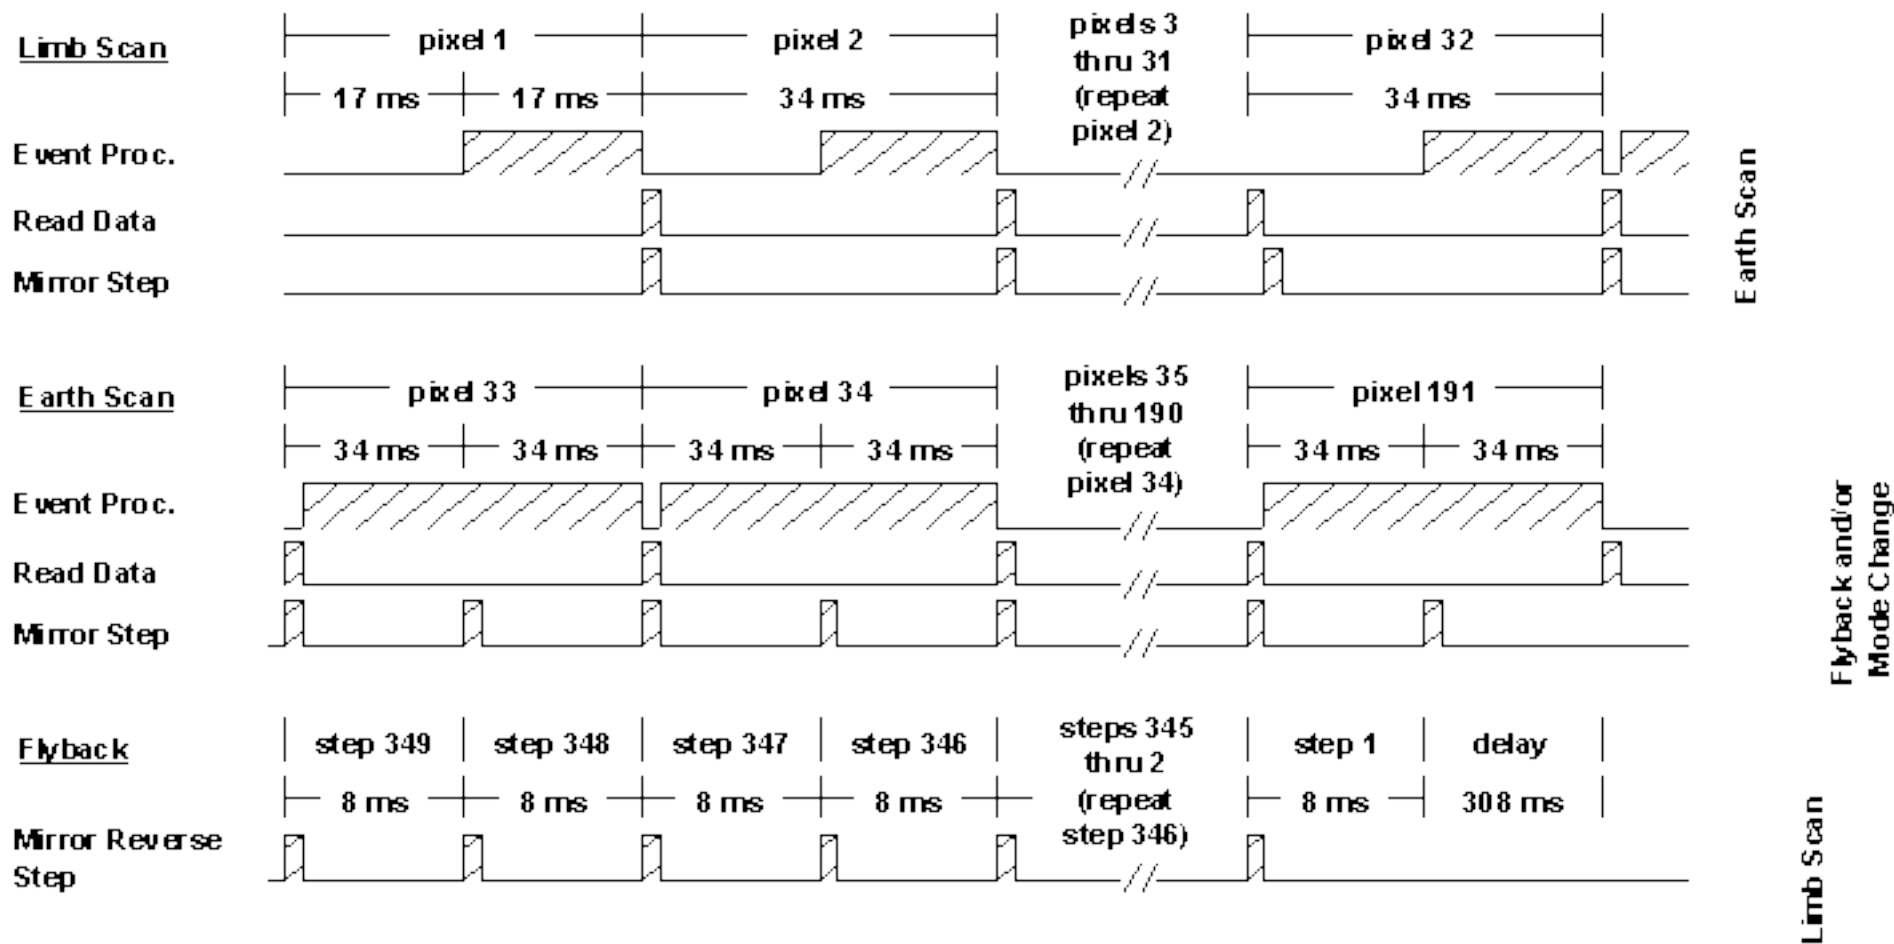 Limb Scan
pixel 1
pixel 2
pixels 3
thru 31
(repeat
pixel 2)
pixel 32
17 ms
17 ms
34 ms
34 ms
Event Proc.
Read Data
Mirror Step
Earth Scan
Earth Scan
pixel 33
pixel 34
pixels 35
thru 190
(repeat
pixel 34)
pixel 191
34 ms
34 ms
34 ms
34 ms
34 ms
34 ms
Event Proc.
Read Data
Mirror Step
Flyback and/or
Mode Change
Flyback
step 349
step 348
step 347
step 346
steps 345
thru 2
(repeat
step 346)
step 1
delay
8 ms
8 ms
8 ms
8 ms
8 ms
308 ms
Mirror Reverse
Step
Limb Scan